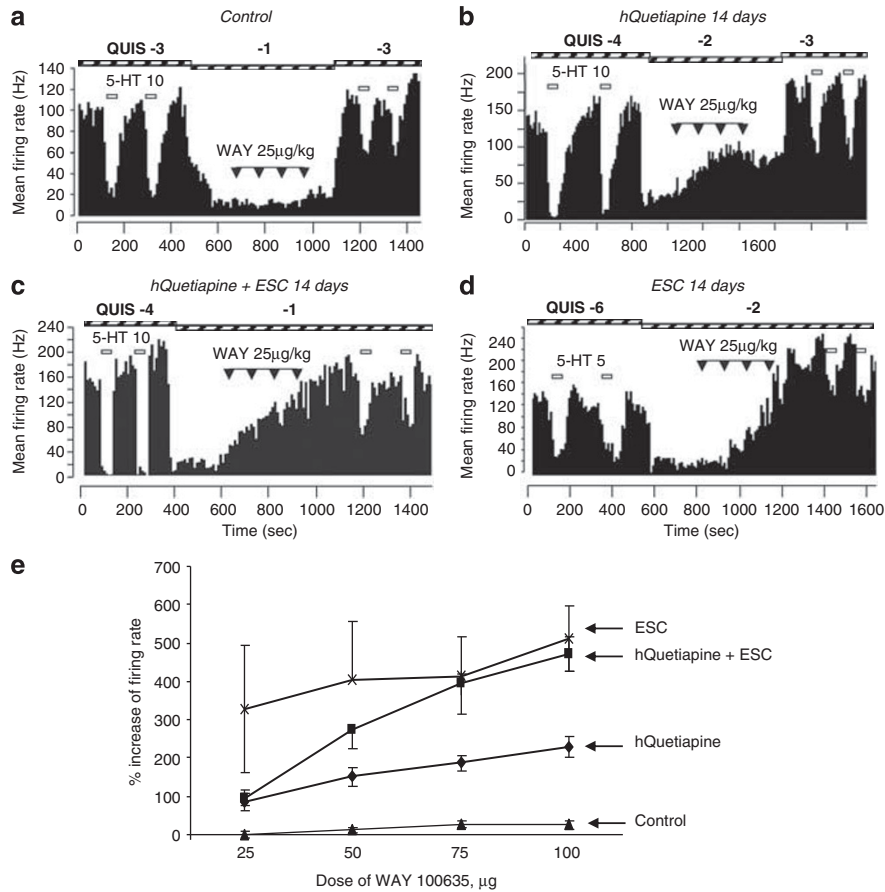 a
Control
QUIS -3
-1
-3
5-HT 10
WAY 25μg/kg
Mean firing rate (Hz)
140
120
100
80
60
40
20
0
0 200 400 600 800 1000 1200 1400
b
hQuetiapine 14 days
QUIS -4
-2
-3
5-HT 10
WAY 25μg/kg
Mean firing rate (Hz)
200
150
100
50
0
0 400 800 1200 1600
c
hQuetiapine + ESC 14 days
QUIS -4
-1
5-HT 10
WAY 25μg/kg
Mean firing rate (Hz)
240
200
160
120
80
40
0
0 200 400 600 800 1000 1200 1400
Time (sec)
d
ESC 14 days
QUIS -6
-2
5-HT 5
WAY 25μg/kg
Mean firing rate (Hz)
240
200
160
120
80
40
0
0 200 400 600 800 1000 1200 1400 1600
Time (sec)
e
% increase of firing rate
700
600
500
400
300
200
100
0
25 50 75 100
Dose of WAY 100635, μg
ESC
hQuetiapine + ESC
hQuetiapine
Control